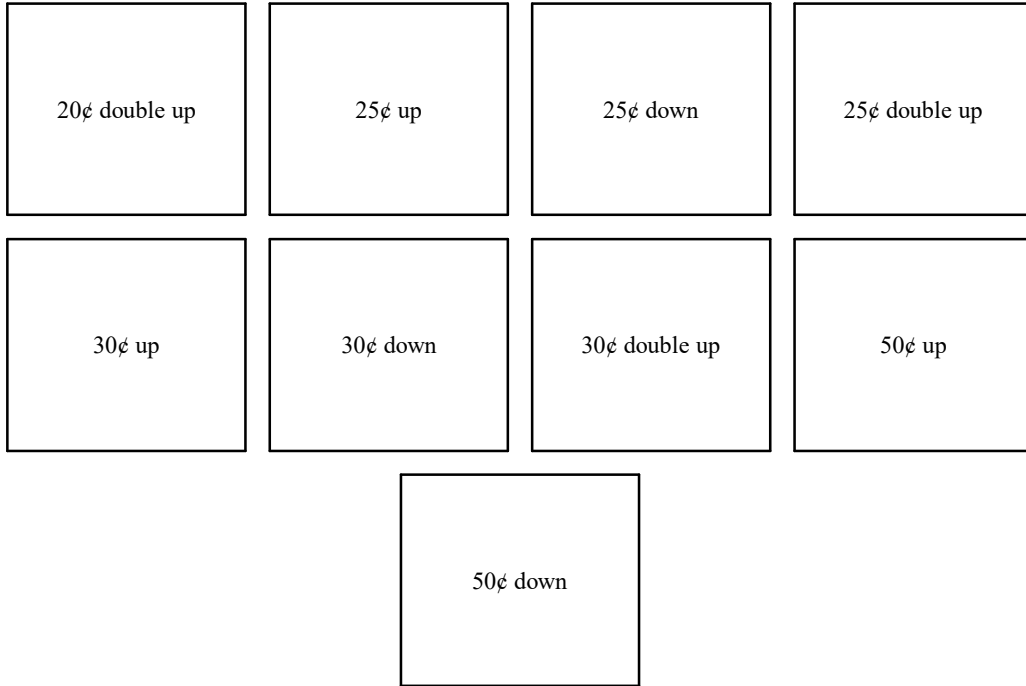 20¢ double up
25¢ up
25¢ down
25¢ double up
30¢ up
30¢ down
30¢ double up
50¢ up
50¢ down